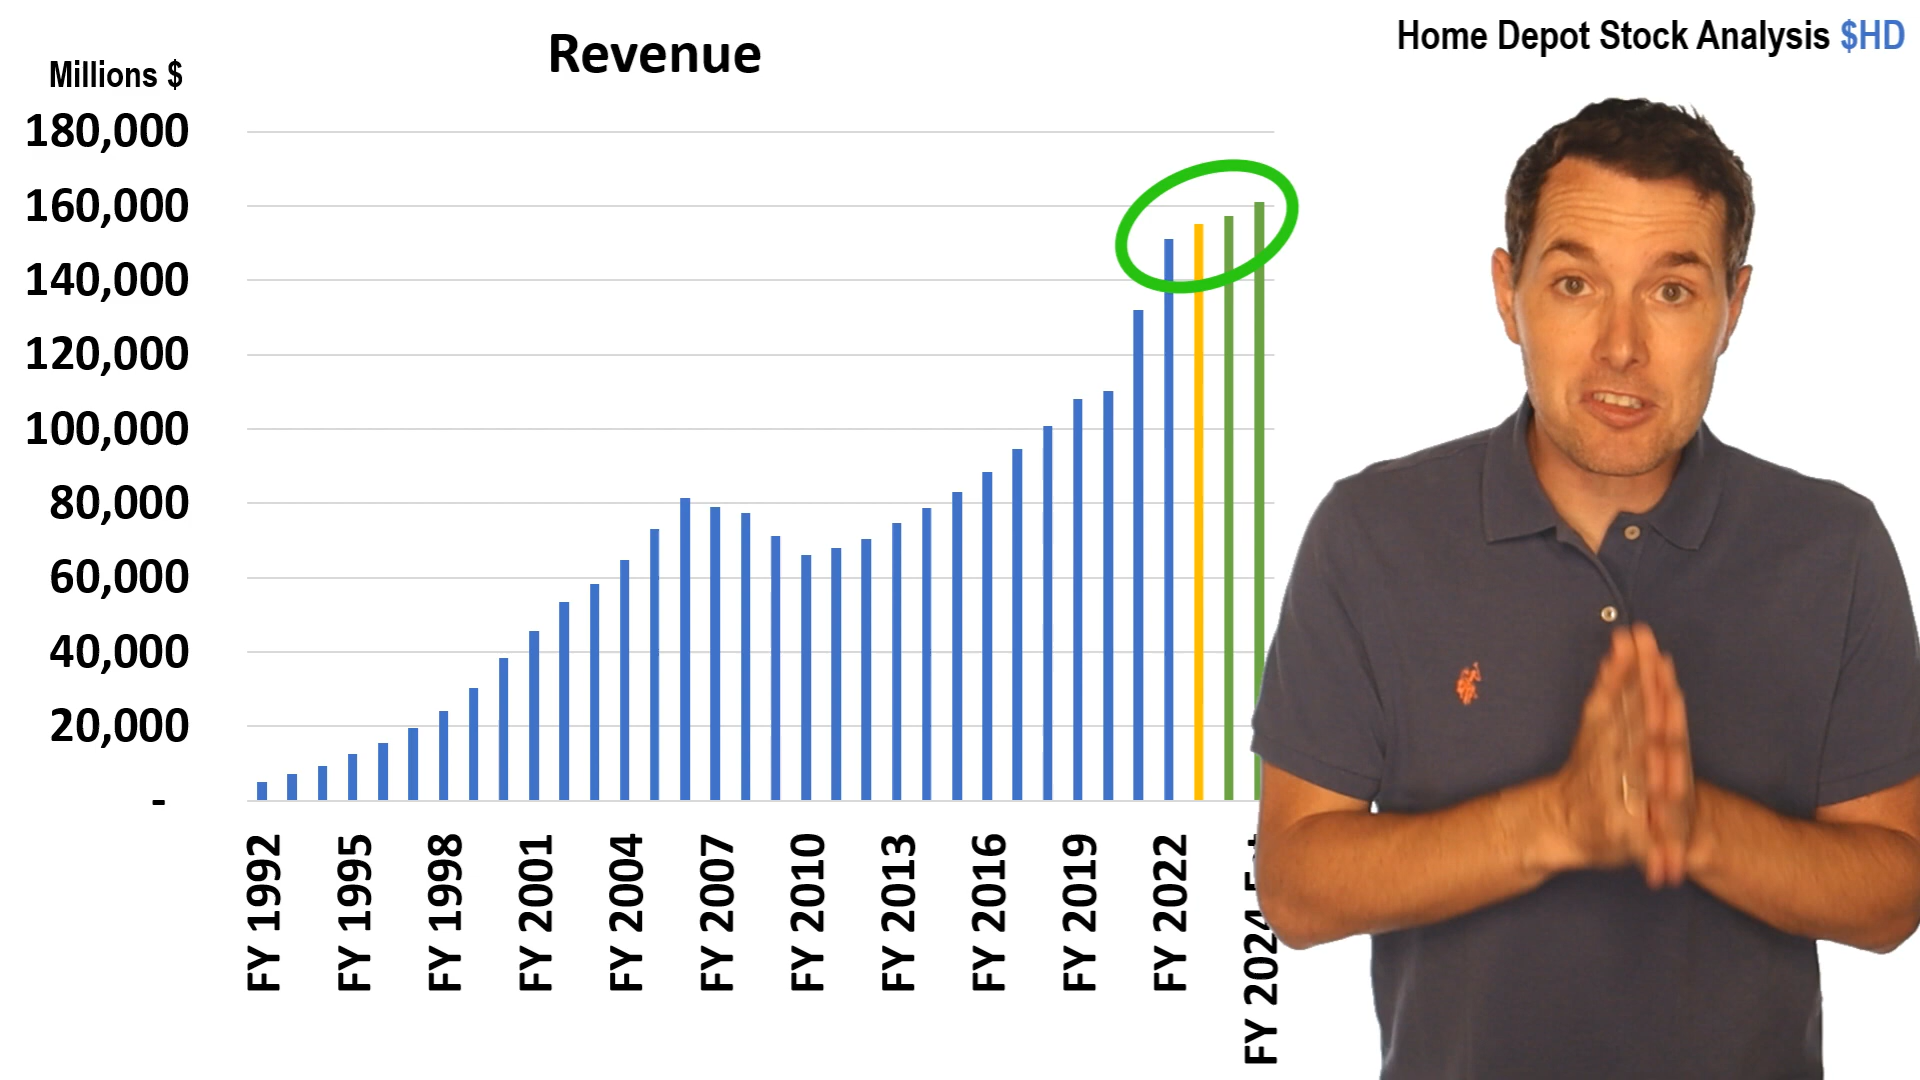 Revenue
Home Depot Stock Analysis $HD
Millions $
180,000
160,000
140,000
120,000
100,000
80,000
60,000
40,000
20,000
-
FY 1992
FY 1995
FY 1998
FY 2001
FY 2004
FY 2007
FY 2010
FY 2013
FY 2016
FY 2019
FY 2022
FY 2024